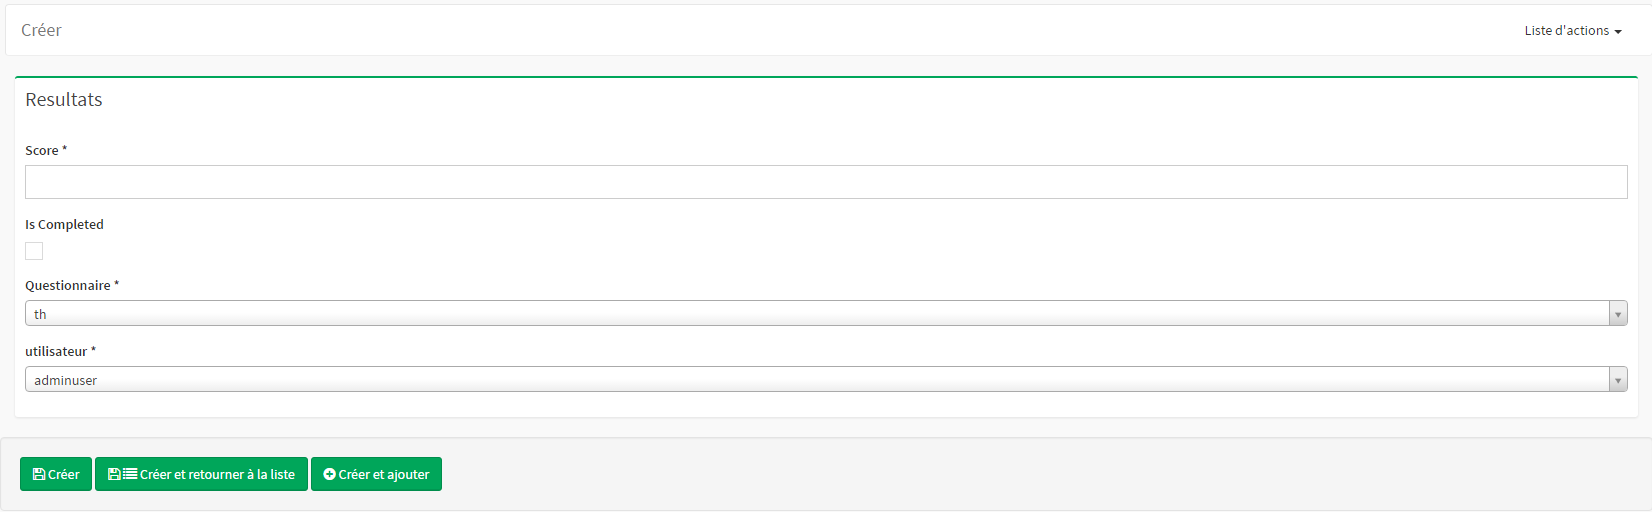 Créer
Liste d'actions
Resultats
Score *
Is Completed
Questionnaire *
th
utilisateur *
adminuser
Créer
Créer et retourner à la liste
Créer et ajouter